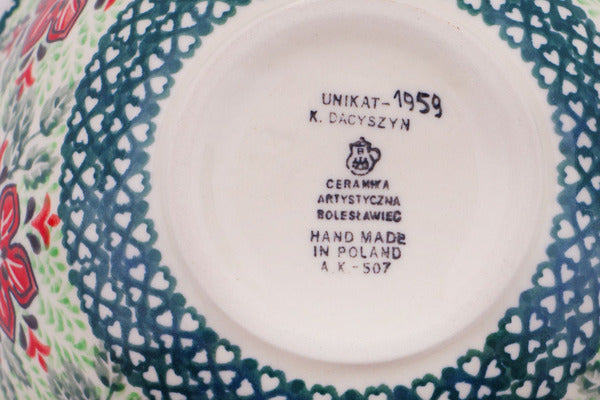 UNIKAT-1959
K. DACYSZYN
CERAMIKA
ARTYSTYCZNA
BOLESŁAWIEC
HAND MADE
IN POLAND
A.K-507